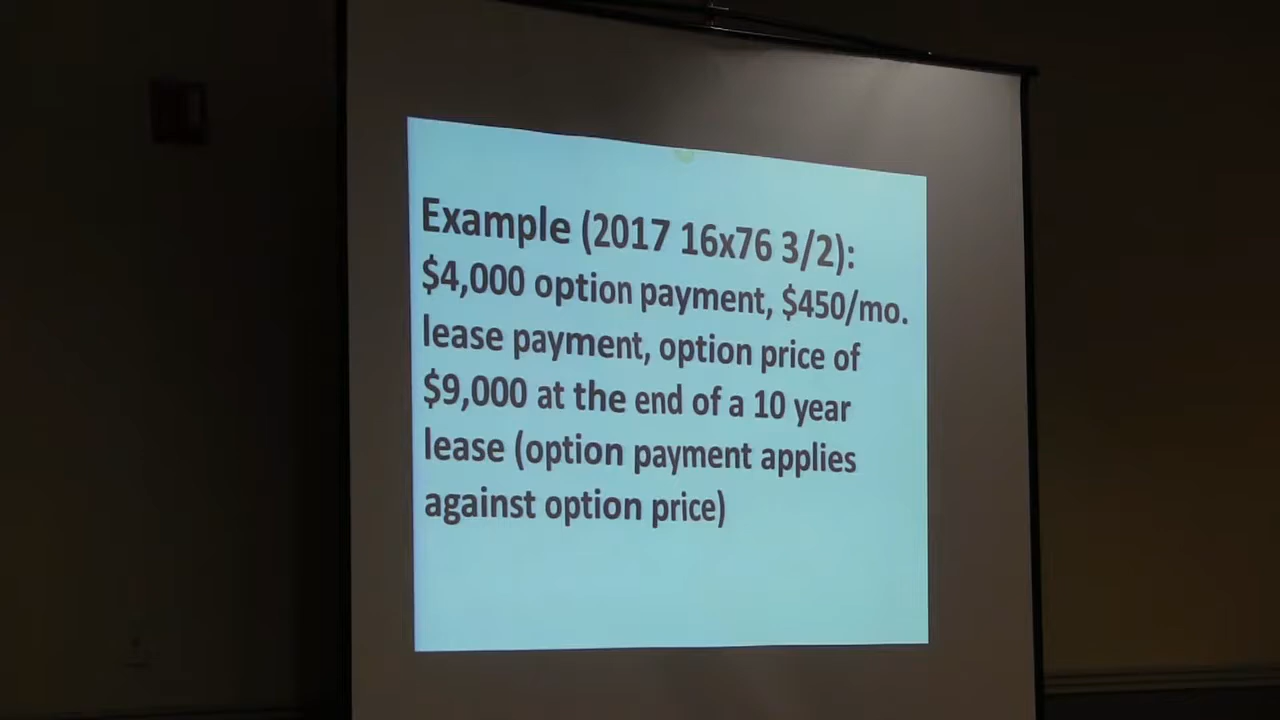 Example (2017 16x76 3/2):
$4,000 option payment, $450/mo.
lease payment, option price of
$9,000 at the end of a 10 year
lease (option payment applies
against option price)